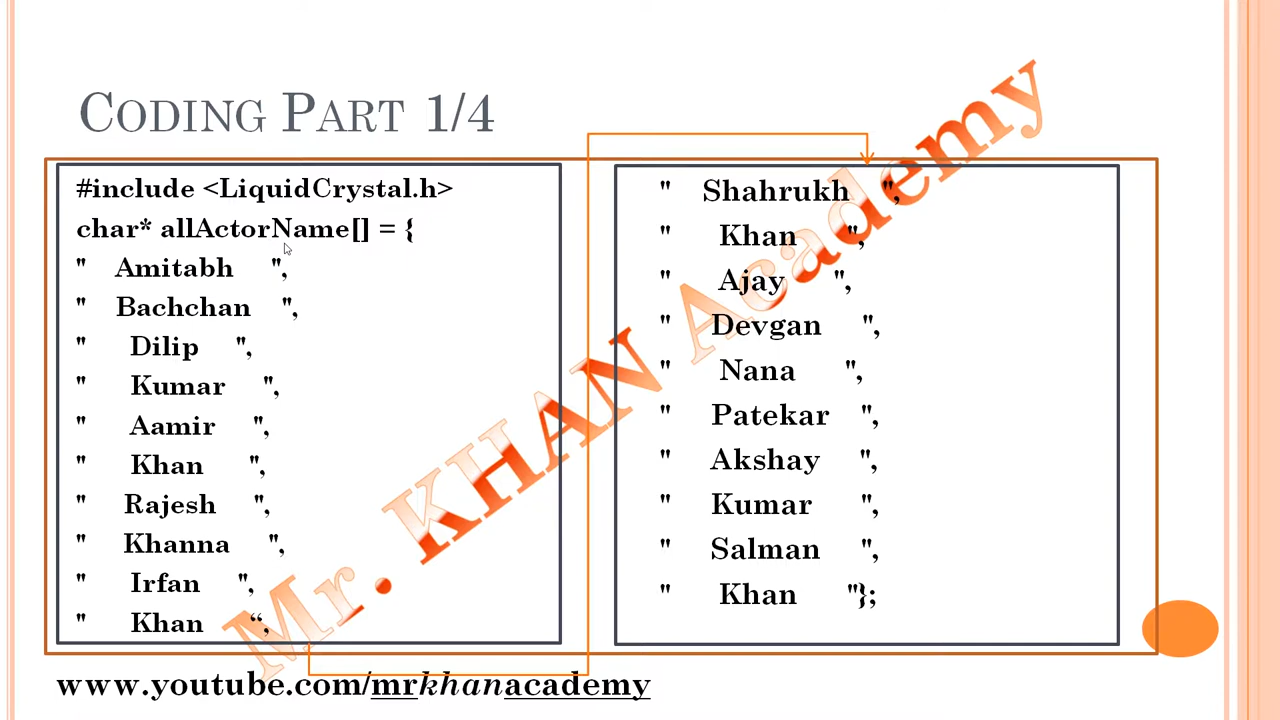 CODING PART 1/4
#include <LiquidCrystal.h>
char* allActorName[] = {
"    Amitabh     ",
"    Bachchan    ",
"      Dilip     ",
"      Kumar     ",
"      Aamir     ",
"      Khan      ",
"     Rajesh     ",
"     Khanna     ",
"      Irfan     ",
"      Khan      “,
"    Shahrukh    ",
"      Khan      ",
"      Ajay      ",
"     Devgan     ",
"      Nana      ",
"     Patekar    ",
"     Akshay     ",
"     Kumar      ",
"     Salman     ",
"      Khan      "};
Mr. KHAN Academy
www.youtube.com/mrkhanacademy